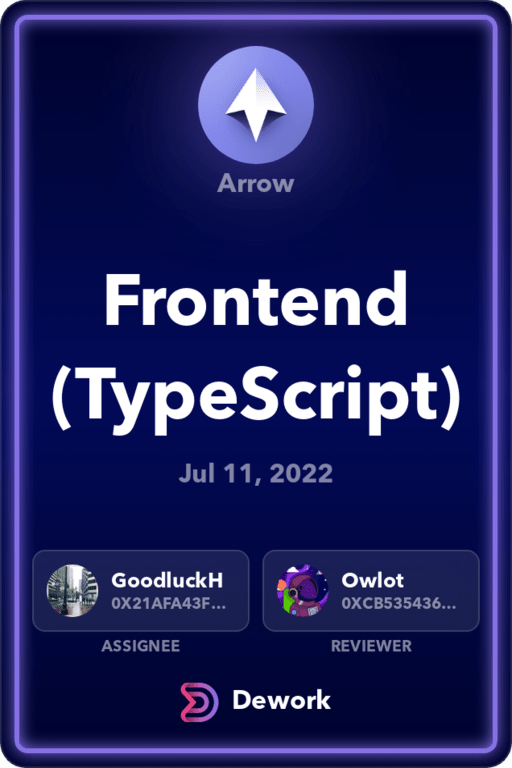 Arrow
Frontend
(TypeScript)
Jul 11, 2022
GoodluckH
0X21AFA43F...
ASSIGNEE
Owlot
0XCB535436...
REVIEWER
Dework